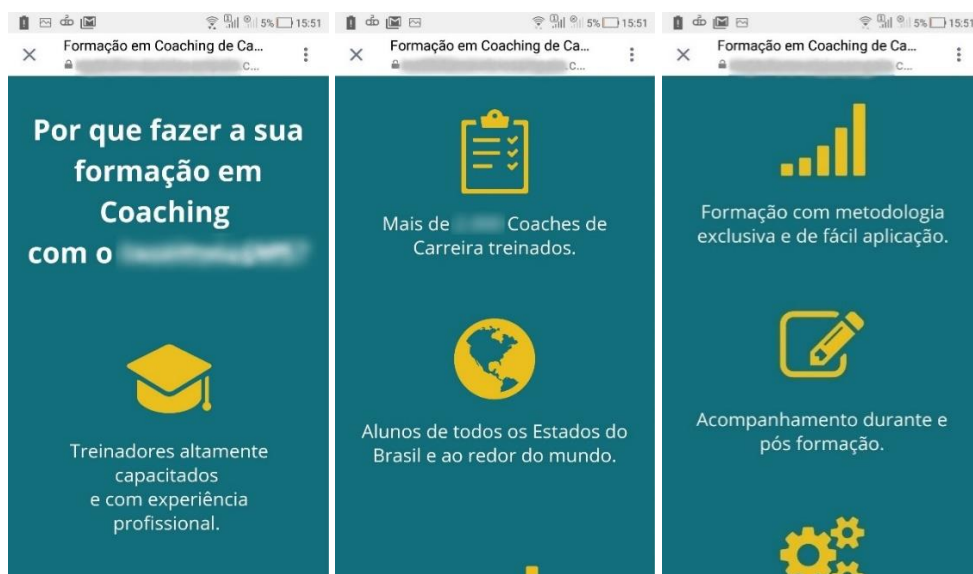 5% 15:51
Formação em Coaching de Ca...
c...
Por que fazer a sua
formação em
Coaching
com o
Treinadores altamente
capacitados
e com experiência
profissional.
5% 15:51
Formação em Coaching de Ca...
.c...
Mais de Coaches de
Carreira treinados.
Alunos de todos os Estados do
Brasil e ao redor do mundo.
5% 15:51
Formação em Coaching de Ca...
c...
Formação com metodologia
exclusiva e de fácil aplicação.
Acompanhamento durante e
pós formação.